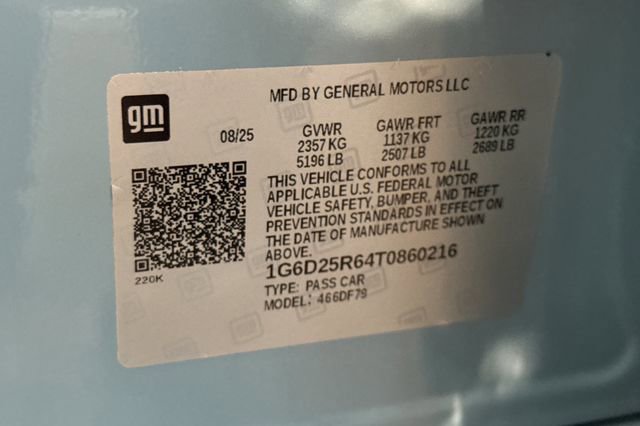 MFD BY GENERAL MOTORS LLC
gm
08/25
GVWR GAWR FRT GAWR RR
2357 KG 1137 KG 1220 KG
5196 LB 2507 LB 2689 LB
THIS VEHICLE CONFORMS TO ALL
APPLICABLE U.S. FEDERAL MOTOR
VEHICLE SAFETY, BUMPER, AND THEFT
PREVENTION STANDARDS IN EFFECT ON
THE DATE OF MANUFACTURE SHOWN
ABOVE.
1G6D25R64T0860216
220K
TYPE: PASS CAR
MODEL: 466DF79